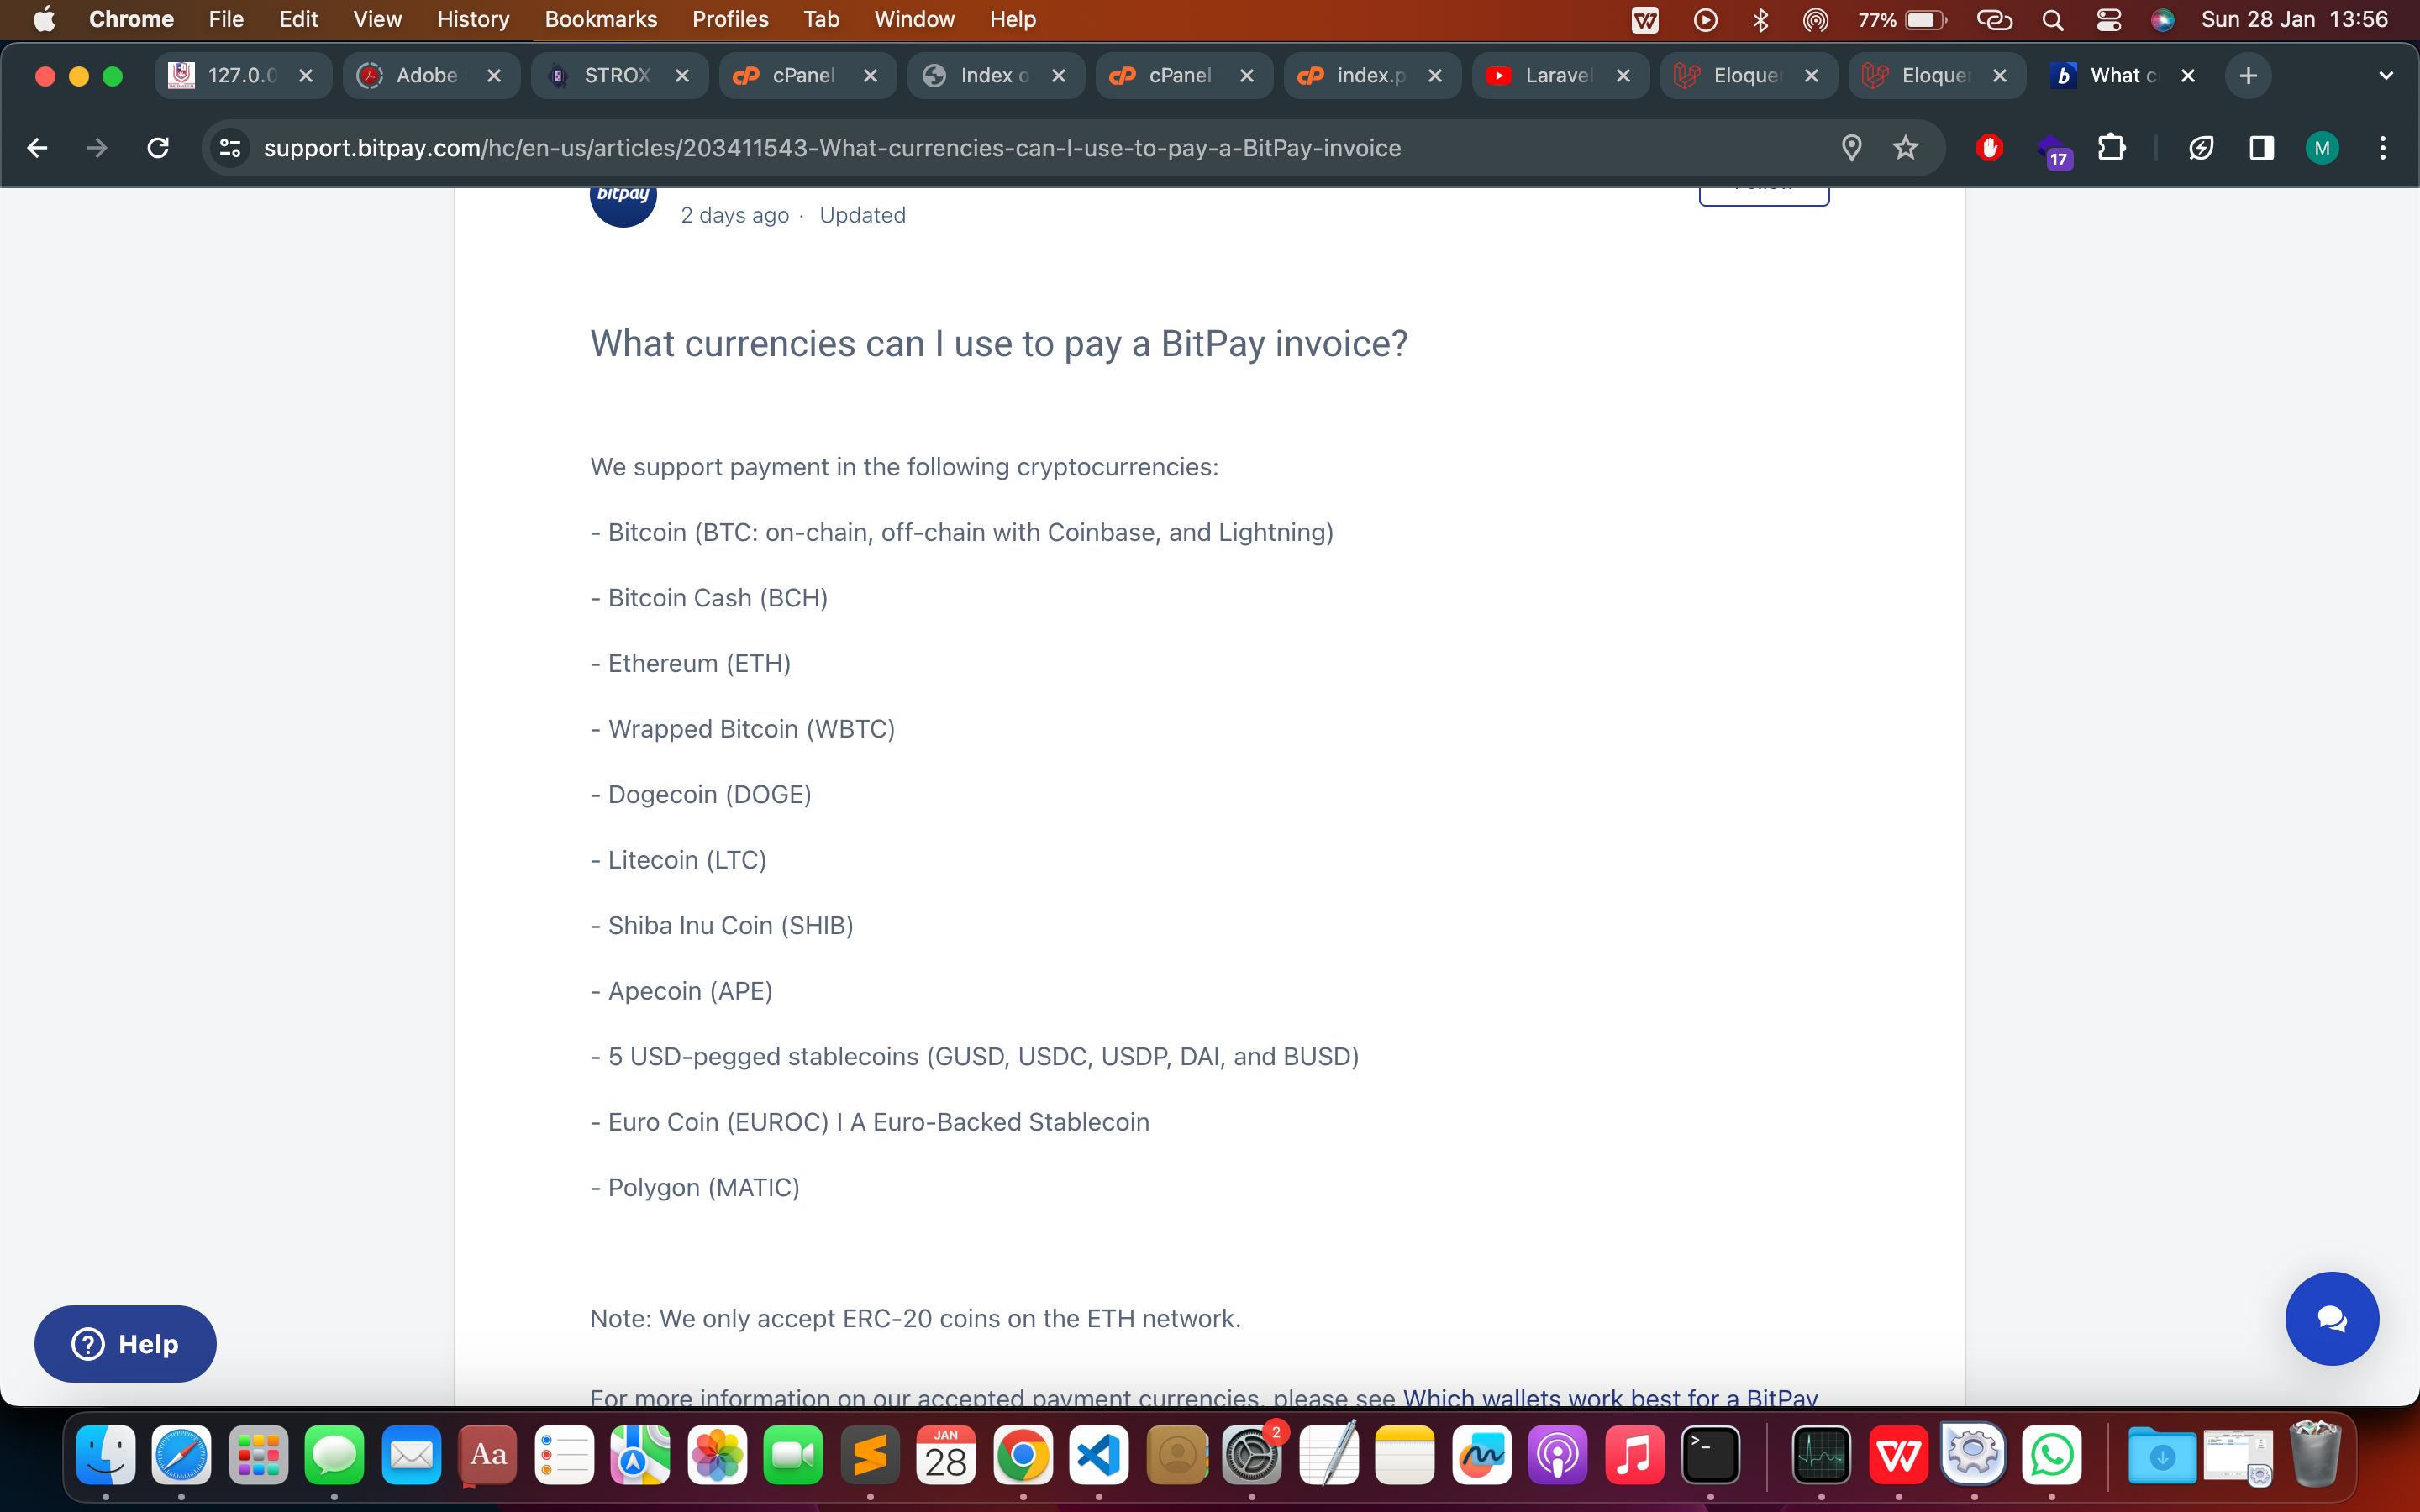 Chrome File Edit View History Bookmarks Profiles Tab Window Help 77% Sun 28 Jan 13:56
127.0.0 Adobe STROX cPanel Index o cPanel index.p Laravel Eloque Eloque What c
support.bitpay.com/hc/en-us/articles/203411543-What-currencies-can-I-use-to-pay-a-BitPay-invoice 17 M
bitpay
2 days ago · Updated
What currencies can I use to pay a BitPay invoice?
We support payment in the following cryptocurrencies:
- Bitcoin (BTC: on-chain, off-chain with Coinbase, and Lightning)
- Bitcoin Cash (BCH)
- Ethereum (ETH)
- Wrapped Bitcoin (WBTC)
- Dogecoin (DOGE)
- Litecoin (LTC)
- Shiba Inu Coin (SHIB)
- Apecoin (APE)
- 5 USD-pegged stablecoins (GUSD, USDC, USDP, DAI, and BUSD)
- Euro Coin (EUROC) I A Euro-Backed Stablecoin
- Polygon (MATIC)
Note: We only accept ERC-20 coins on the ETH network.
Help
For more information on our accepted payment currencies, please see Which wallets work best for a BitPay
Aa JAN 28 2